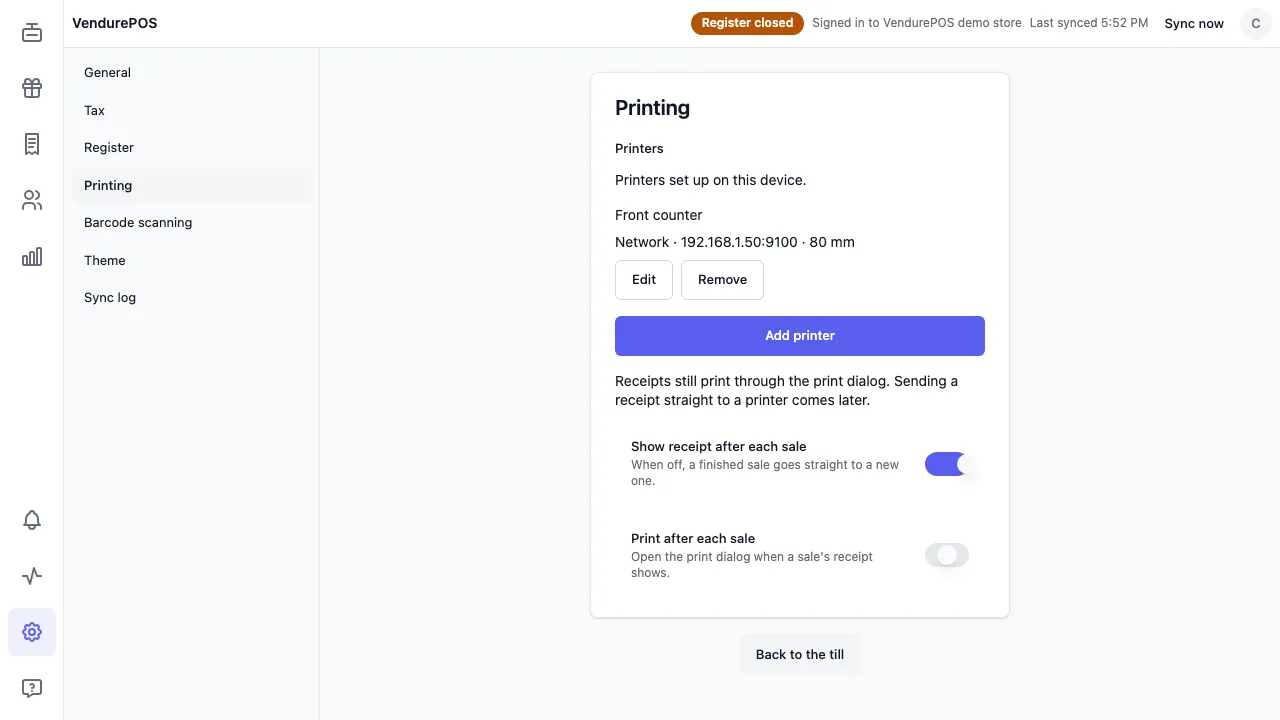 VendurePOS
Register closed
Signed in to VendurePOS demo store
Last synced 5:52 PM
Sync now
C
General
Tax
Register
Printing
Barcode scanning
Theme
Sync log
Printing
Printers
Printers set up on this device.
Front counter
Network · 192.168.1.50:9100 · 80 mm
Edit
Remove
Add printer
Receipts still print through the print dialog. Sending a
receipt straight to a printer comes later.
Show receipt after each sale
When off, a finished sale goes straight to a new
one.
Print after each sale
Open the print dialog when a sale's receipt
shows.
Back to the till